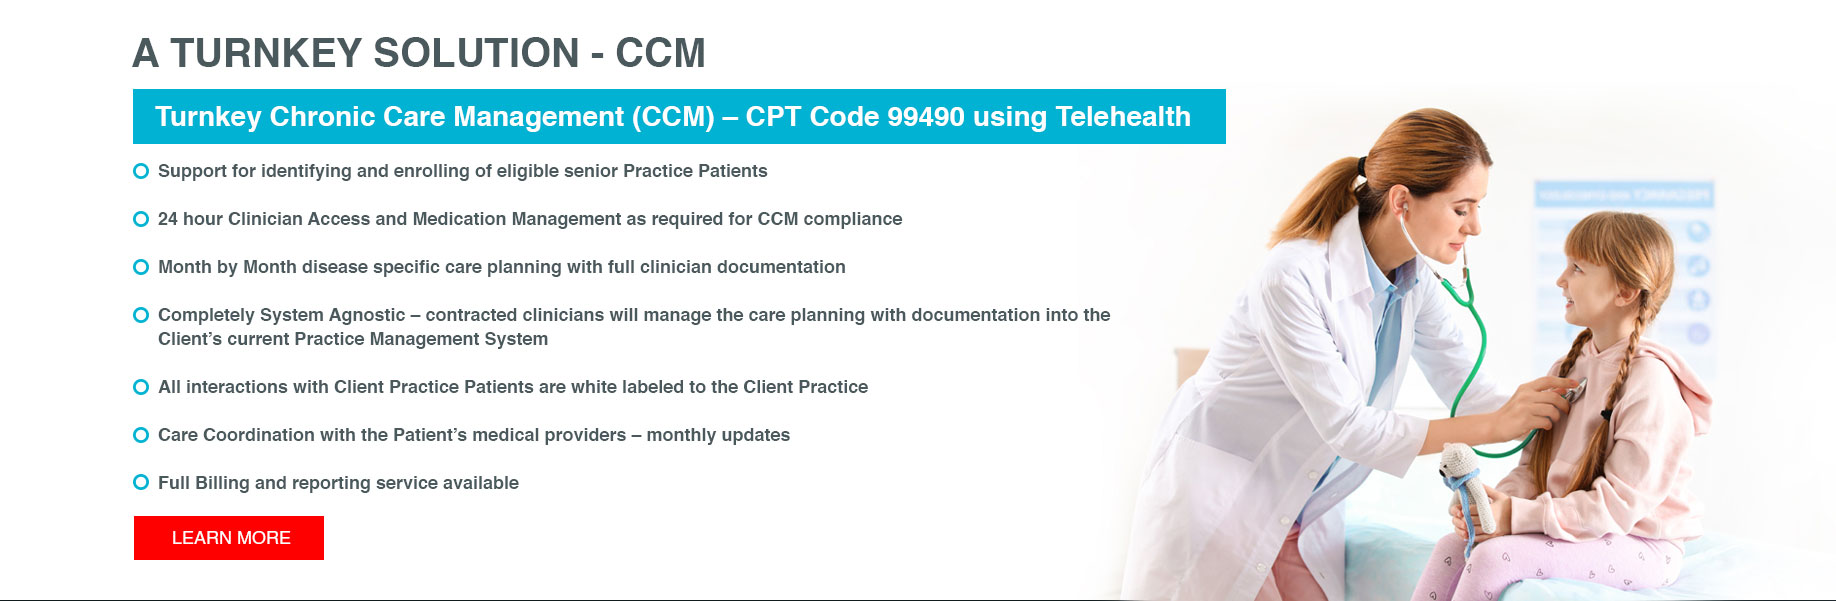 A TURNKEY SOLUTION - CCM
Turnkey Chronic Care Management (CCM) – CPT Code 99490 using Telehealth
Support for identifying and enrolling of eligible senior Practice Patients
24 hour Clinician Access and Medication Management as required for CCM compliance
Month by Month disease specific care planning with full clinician documentation
Completely System Agnostic – contracted clinicians will manage the care planning with documentation into the
Client’s current Practice Management System
All interactions with Client Practice Patients are white labeled to the Client Practice
Care Coordination with the Patient’s medical providers – monthly updates
Full Billing and reporting service available
LEARN MORE